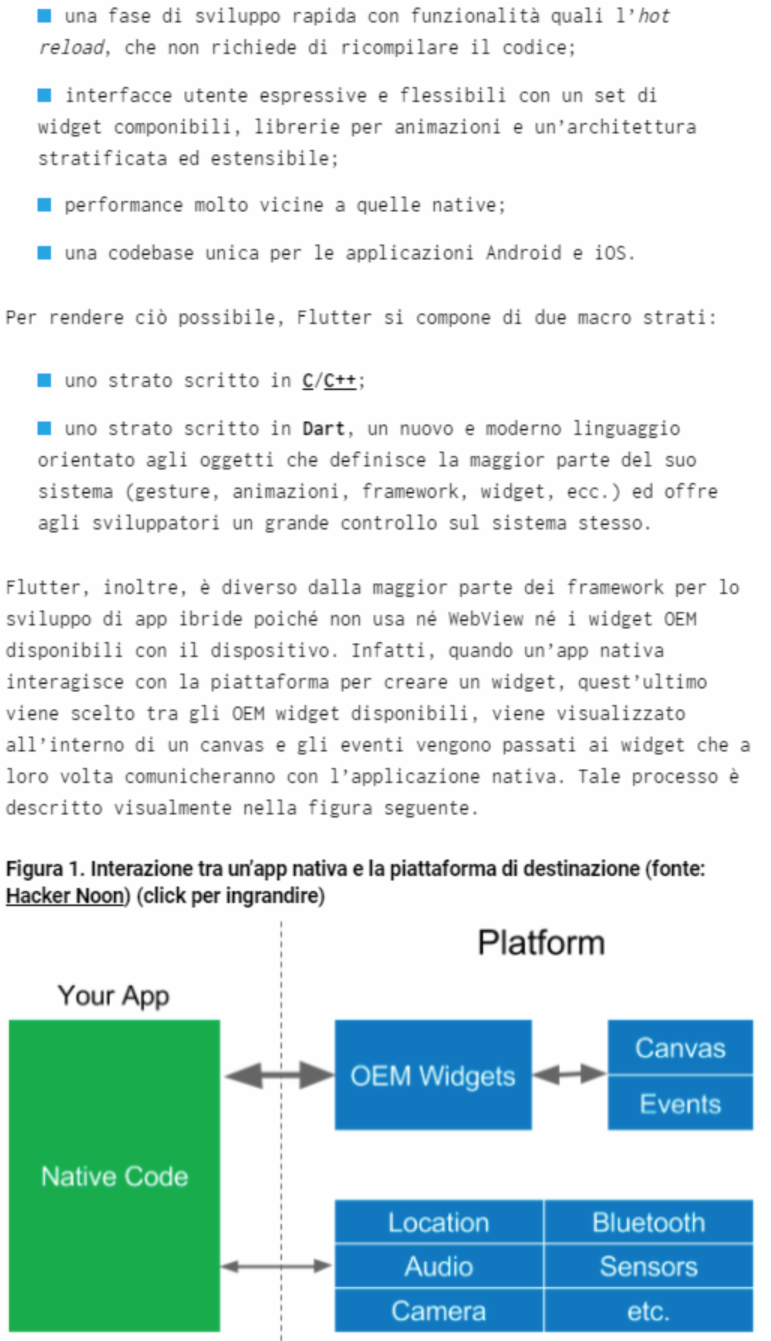 una fase di sviluppo rapida con funzionalità quali l'hot
reload, che non richiede di ricompilare il codice;
interfacce utente espressive e flessibili con un set di
widget componibili, librerie per animazioni e un'architettura
stratificata ed estensibile;
performance molto vicine a quelle native;
una codebase unica per le applicazioni Android e iOS.
Per rendere ciò possibile, Flutter si compone di due macro strati:
uno strato scritto in C/C++;
uno strato scritto in Dart, un nuovo e moderno linguaggio
orientato agli oggetti che definisce la maggior parte del suo
sistema (gesture, animazioni, framework, widget, ecc.) ed offre
agli sviluppatori un grande controllo sul sistema stesso.
Flutter, inoltre, è diverso dalla maggior parte dei framework per lo
sviluppo di app ibride poiché non usa né WebView né i widget OEM
disponibili con il dispositivo. Infatti, quando un'app nativa
interagisce con la piattaforma per creare un widget, quest'ultimo
viene scelto tra gli OEM widget disponibili, viene visualizzato
all'interno di un canvas e gli eventi vengono passati ai widget che a
loro volta comunicheranno con l'applicazione nativa. Tale processo è
descritto visualmente nella figura seguente.
Figura 1. Interazione tra un'app nativa e la piattaforma di destinazione (fonte:
Hacker Noon) (click per ingrandire)
Platform
Your App
Native Code
OEM Widgets
Canvas
Events
Location
Bluetooth
Audio
Sensors
Camera
etc.